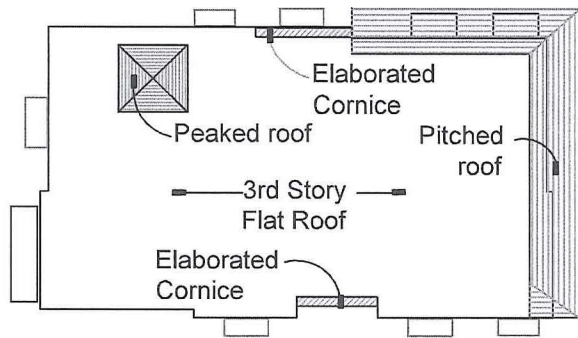 Elaborated
Cornice
Peaked roof
Pitched
roof
3rd Story
Flat Roof
Elaborated
Cornice